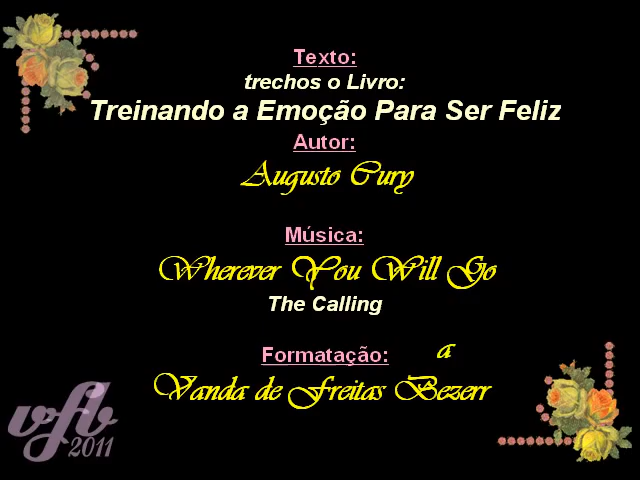 Texto:
trechos o Livro:
Treinando a Emoção Para Ser Feliz
Autor:
Augusto Cury
Música:
Wherever You Will Go
The Calling
Formatação:
a
Vanda de Freitas Bezerr
vfb
2011